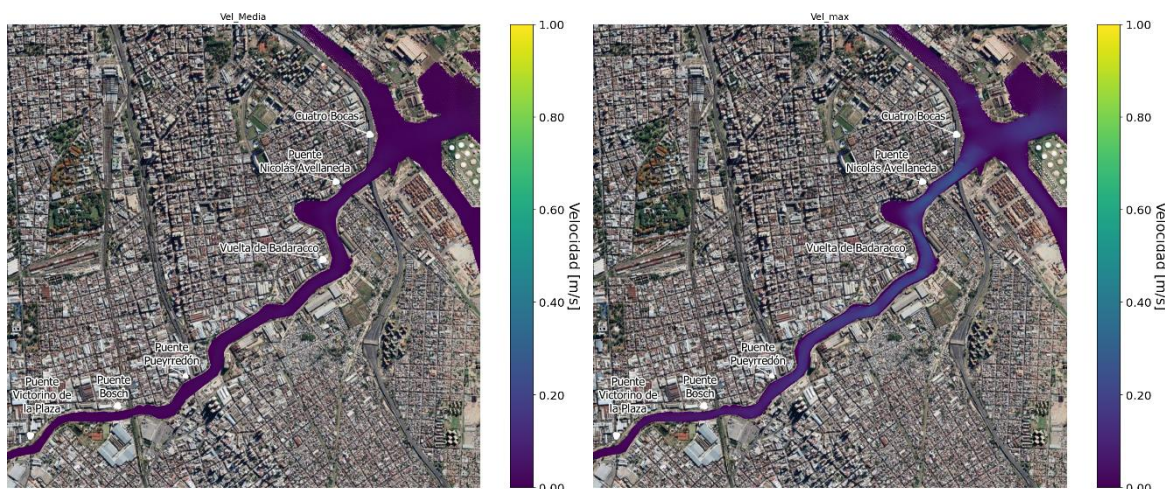 Vel_Media
Cuatro Bocas
Puente
Nicolás Avellaneda
Vuelta de Badaracco
Puente
Pueyrredón
Puente
Victorino de
la Plaza
Puente
Bosch
1.00
0.80
0.60
0.40
0.20
0.00
Velocidad [m/s]
Vel_max
Cuatro Bocas
Puente
Nicolás Avellaneda
Vuelta de Badaracco
Puente
Pueyrredón
Puente
Victorino de
la Plaza
Puente
Bosch
1.00
0.80
0.60
0.40
0.20
0.00
Velocidad [m/s]